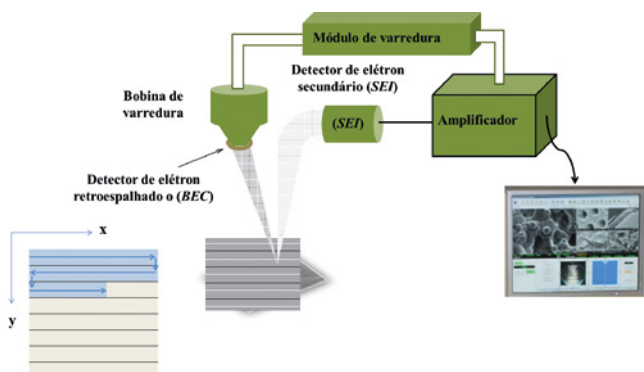 Módulo de varredura
Detector de elétron
secundário (SEI)
Bobina de
varredura
(SEI)
Amplificador
Detector de elétron
retroespalhado o (BEC)
x
y